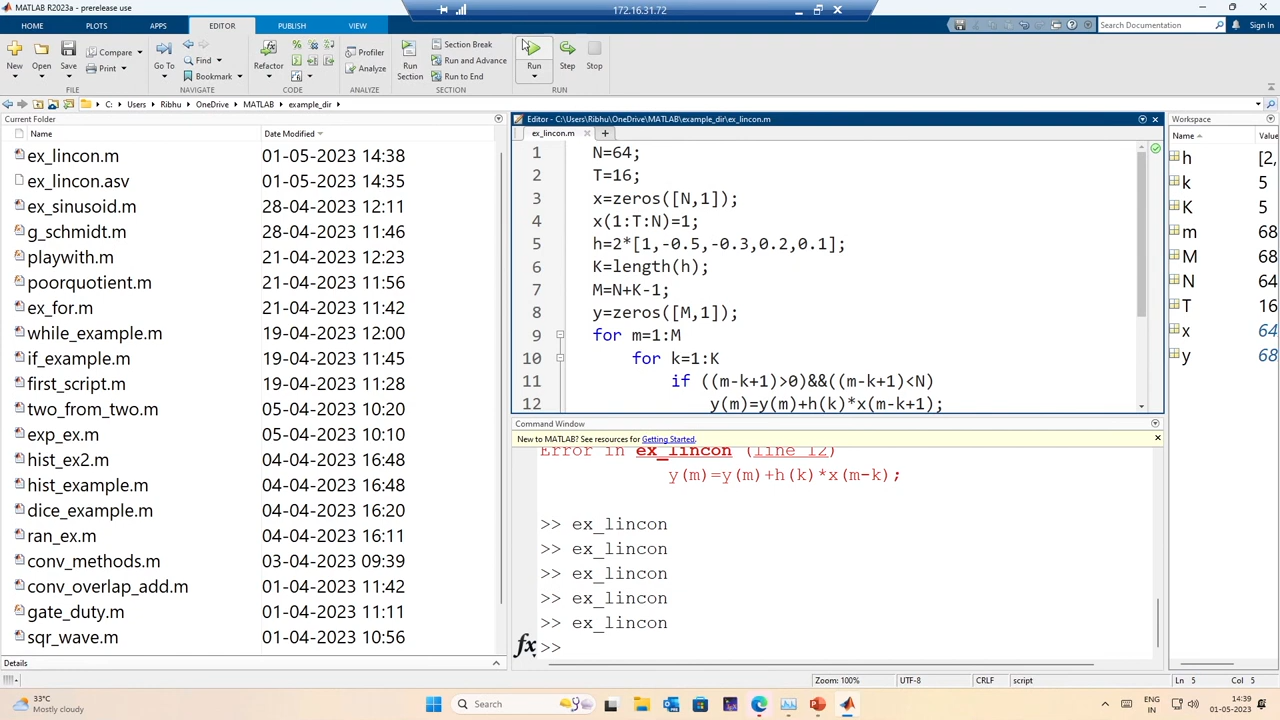 MATLAB R2023a - prerelease use
172.16.31.72
HOME PLOTS APPS EDITOR PUBLISH VIEW
Search Documentation Sign In
New Open Save Compare Print Go To Find Bookmark Refactor Profiler Analyze Run Section Section Break Run and Advance Run to End Run Step Stop
FILE NAVIGATE CODE ANALYZE SECTION RUN
C: Users Ribhu OneDrive MATLAB example_dir
Current Folder
Name Date Modified
ex_lincon.m 01-05-2023 14:38
ex_lincon.asv 01-05-2023 14:35
ex_sinusoid.m 28-04-2023 12:11
g_schmidt.m 28-04-2023 11:46
playwith.m 21-04-2023 12:23
poorquotient.m 21-04-2023 11:56
ex_for.m 21-04-2023 11:42
while_example.m 19-04-2023 12:00
if_example.m 19-04-2023 11:45
first_script.m 19-04-2023 11:28
two_from_two.m 05-04-2023 10:20
exp_ex.m 05-04-2023 10:10
hist_ex2.m 04-04-2023 16:48
hist_example.m 04-04-2023 16:48
dice_example.m 04-04-2023 16:20
ran_ex.m 04-04-2023 16:11
conv_methods.m 03-04-2023 09:39
conv_overlap_add.m 01-04-2023 11:42
gate_duty.m 01-04-2023 11:11
sqr_wave.m 01-04-2023 10:56
Details
Editor - C:\Users\Ribhu\OneDrive\MATLAB\example_dir\ex_lincon.m
ex_lincon.m
1 N=64;
2 T=16;
3 x=zeros([N,1]);
4 x(1:T:N)=1;
5 h=2*[1,-0.5,-0.3,0.2,0.1];
6 K=length(h);
7 M=N+K-1;
8 y=zeros([M,1]);
9 for m=1:M
10 for k=1:K
11 if ((m-k+1)>0)&&((m-k+1)<N)
12 y(m)=y(m)+h(k)*x(m-k+1);
Command Window
New to MATLAB? See resources for Getting Started.
Error in ex_lincon (line 12)
y(m)=y(m)+h(k)*x(m-k);
>> ex_lincon
>> ex_lincon
>> ex_lincon
>> ex_lincon
>> ex_lincon
fx >>
Workspace
Name Value
h [2,
k 5
K 5
m 68
M 68
N 64
T 16
x 64
y 68
Zoom: 100% UTF-8 CRLF script Ln 5 Col 5
33°C
Mostly cloudy
Search
ENG
IN
14:39
01-05-2023